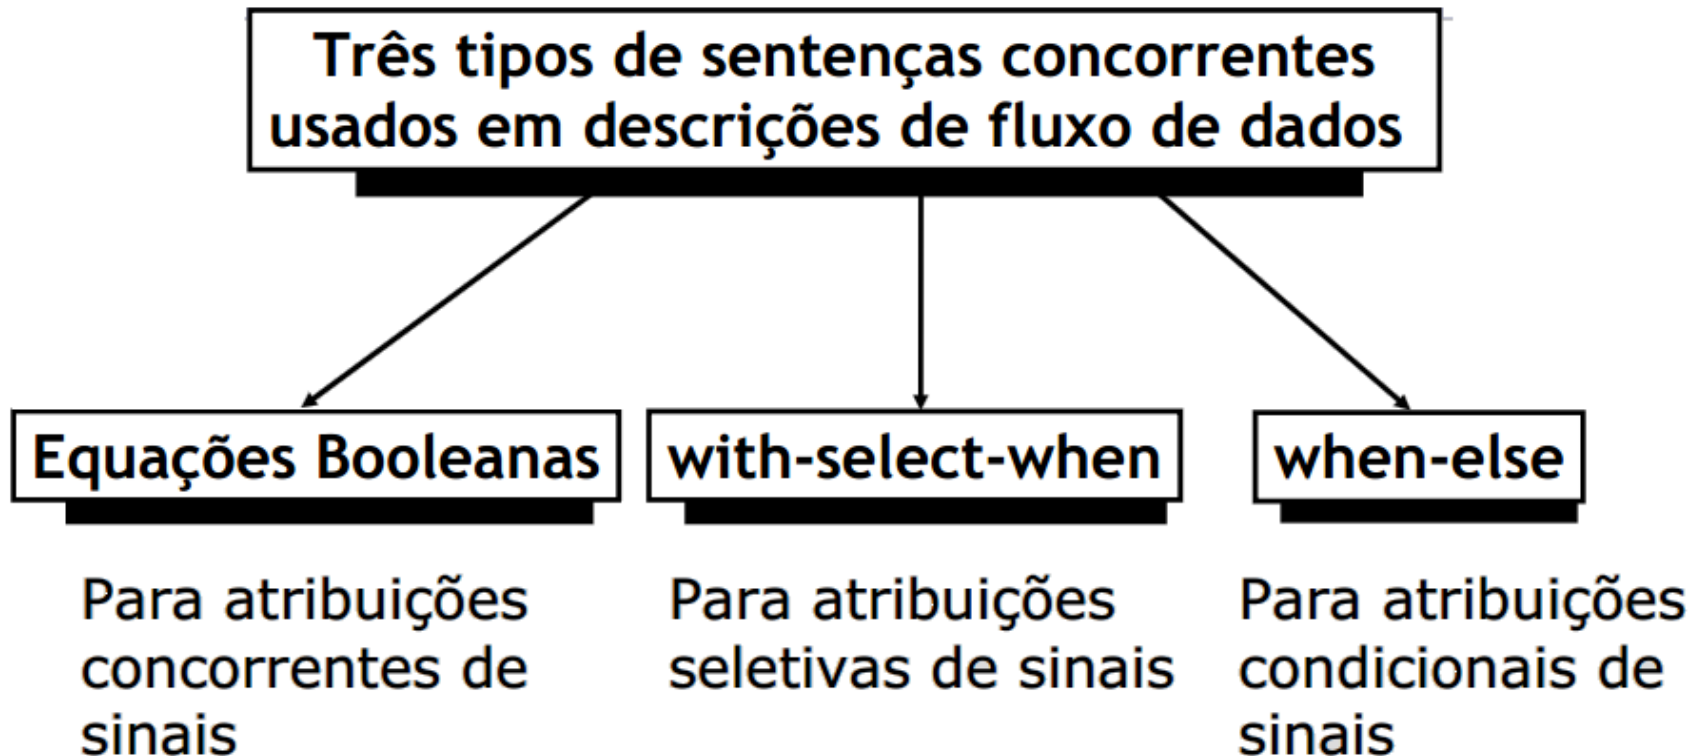 Três tipos de sentenças concorrentes
usados em descrições de fluxo de dados
Equações Booleanas
with-select-when
when-else
Para atribuições
concorrentes de
sinais
Para atribuições
seletivas de sinais
Para atribuições
condicionais de
sinais